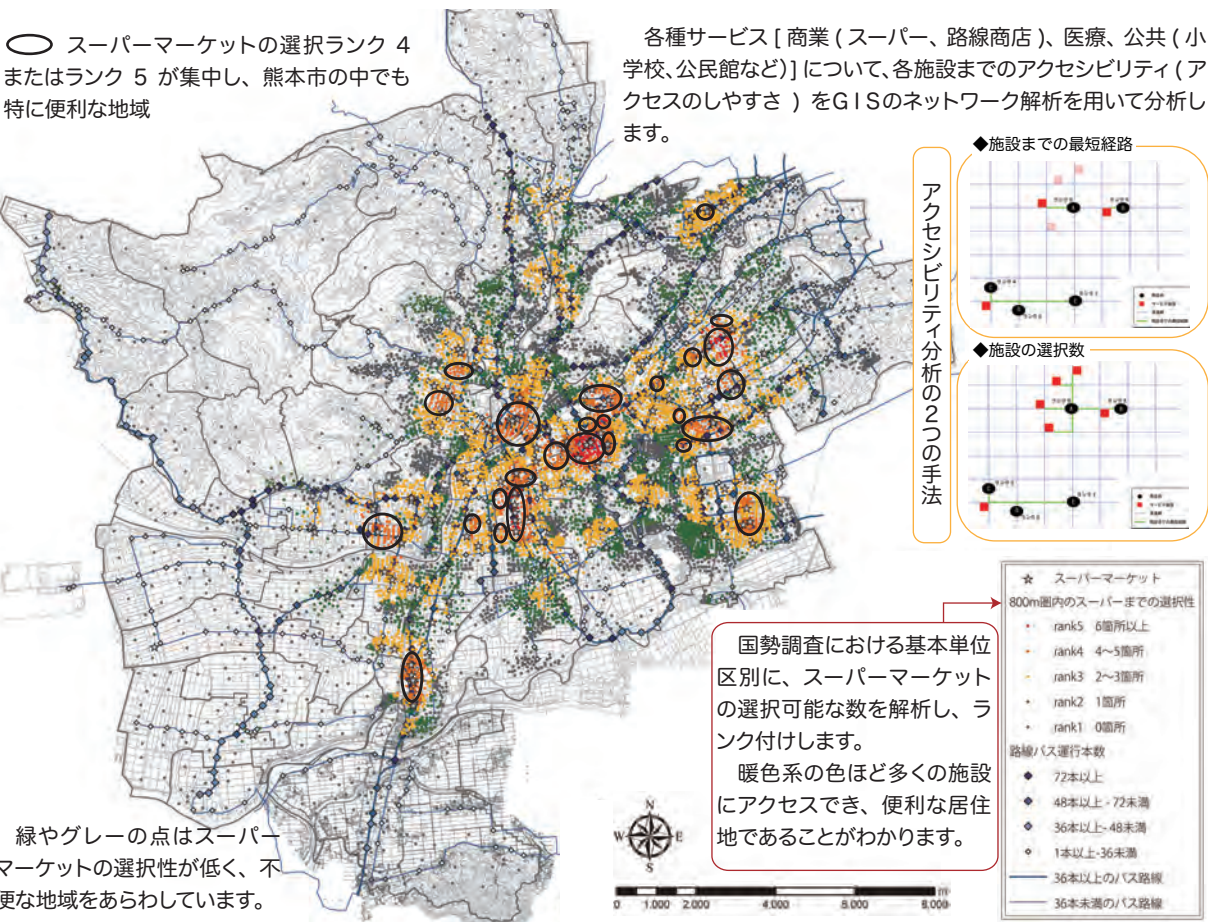 スーパーマーケットの選択ランク 4
またはランク 5 が集中し、熊本市の中でも
特に便利な地域
各種サービス [ 商業 ( スーパー、路線商店 )、医療、公共 ( 小
学校、公民館など)] について、各施設までのアクセシビリティ ( ア
クセスのしやすさ ) をGISのネットワーク解析を用いて分析し
ます。
アクセシビリティ分析の2つの手法
◆施設までの最短経路
◆施設の選択数
国勢調査における基本単位
区別に、スーパーマーケット
の選択可能な数を解析し、ラ
ンク付けします。
暖色系の色ほど多くの施設
にアクセスでき、便利な居住
地であることがわかります。
スーパーマーケット
800m圏内のスーパーまでの選択性
rank5 6箇所以上
rank4 4～5箇所
rank3 2～3箇所
rank2 1箇所
rank1 0箇所
路線バス運行本数
72本以上
48本以上 - 72未満
36本以上- 48未満
1本以上-36未満
36本以上のバス路線
36本未満のバス路線
緑やグレーの点はスーパー
マーケットの選択性が低く、不
便な地域をあらわしています。
N
W E
S
m
0 1,000 2,000 4,000 6,000 8,000